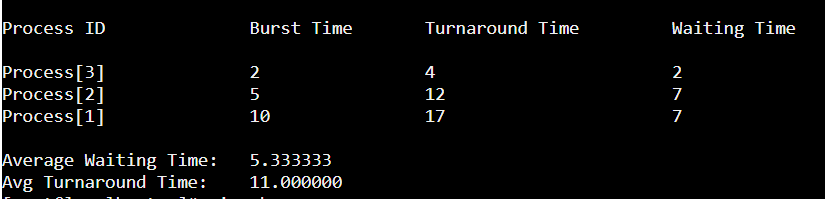 Process ID Burst Time Turnaround Time Waiting Time
Process[3] 2 4 2
Process[2] 5 12 7
Process[1] 10 17 7
Average Waiting Time: 5.333333
Avg Turnaround Time: 11.000000